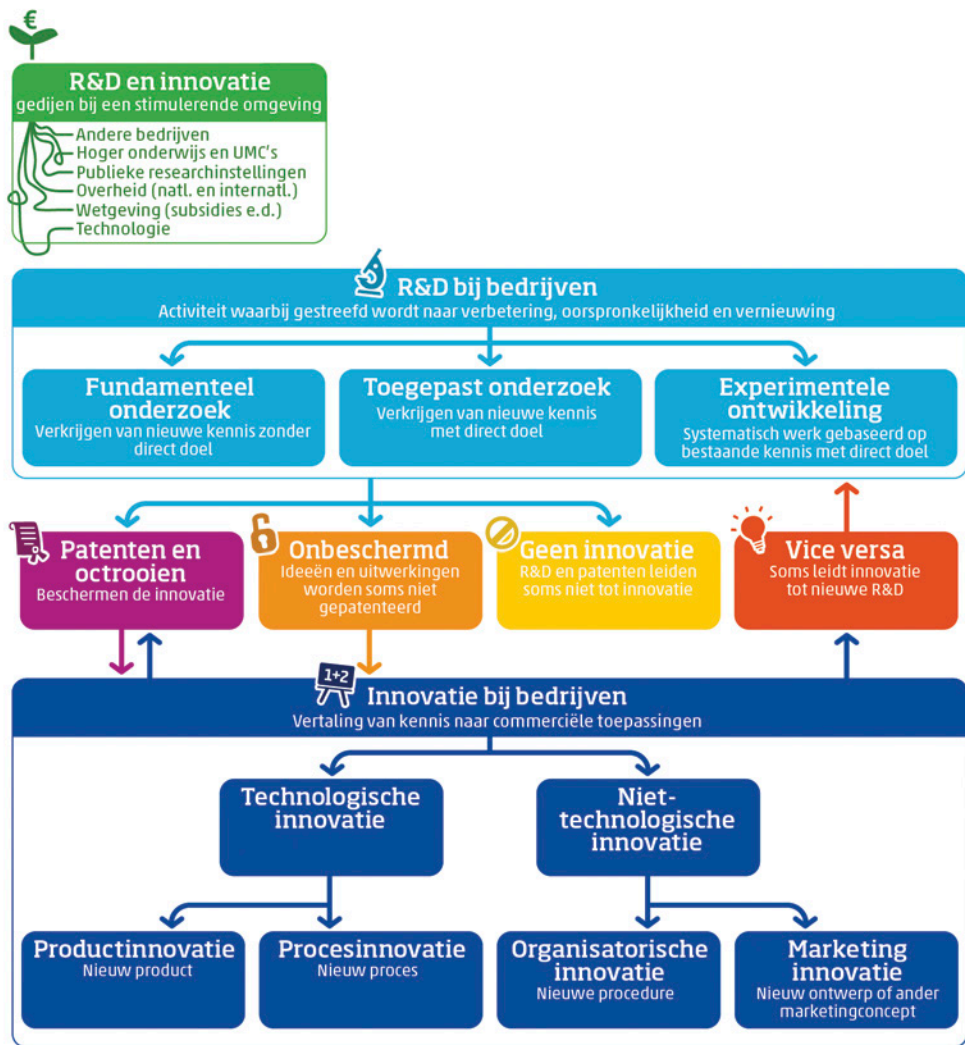 €
R&D en innovatie
gedijen bij een stimulerende omgeving
Andere bedrijven
Hoger onderwijs en UMC's
Publieke researchinstellingen
Overheid (natl. en internatl.)
Wetgeving (subsidies e.d.)
Technologie
R&D bij bedrijven
Activiteit waarbij gestreefd wordt naar verbetering, oorspronkelijkheid en vernieuwing
Fundamenteel
onderzoek
Verkrijgen van nieuwe kennis zonder
direct doel
Toegepast onderzoek
Verkrijgen van nieuwe kennis
met direct doel
Experimentele
ontwikkeling
Systematisch werk gebaseerd op
bestaande kennis met direct doel
Patenten en
octrooien
Beschermen de innovatie
Onbeschermd
Ideeën en uitwerkingen
worden soms niet
gepatenteerd
Geen innovatie
R&D en patenten leiden
soms niet tot innovatie
Vice versa
Soms leidt innovatie
tot nieuwe R&D
1+2
Innovatie bij bedrijven
Vertaling van kennis naar commerciële toepassingen
Technologische
innovatie
Niet-
technologische
innovatie
Productinnovatie
Nieuw product
Procesinnovatie
Nieuw proces
Organisatorische
innovatie
Nieuwe procedure
Marketing
innovatie
Nieuw ontwerp of ander
marketingconcept